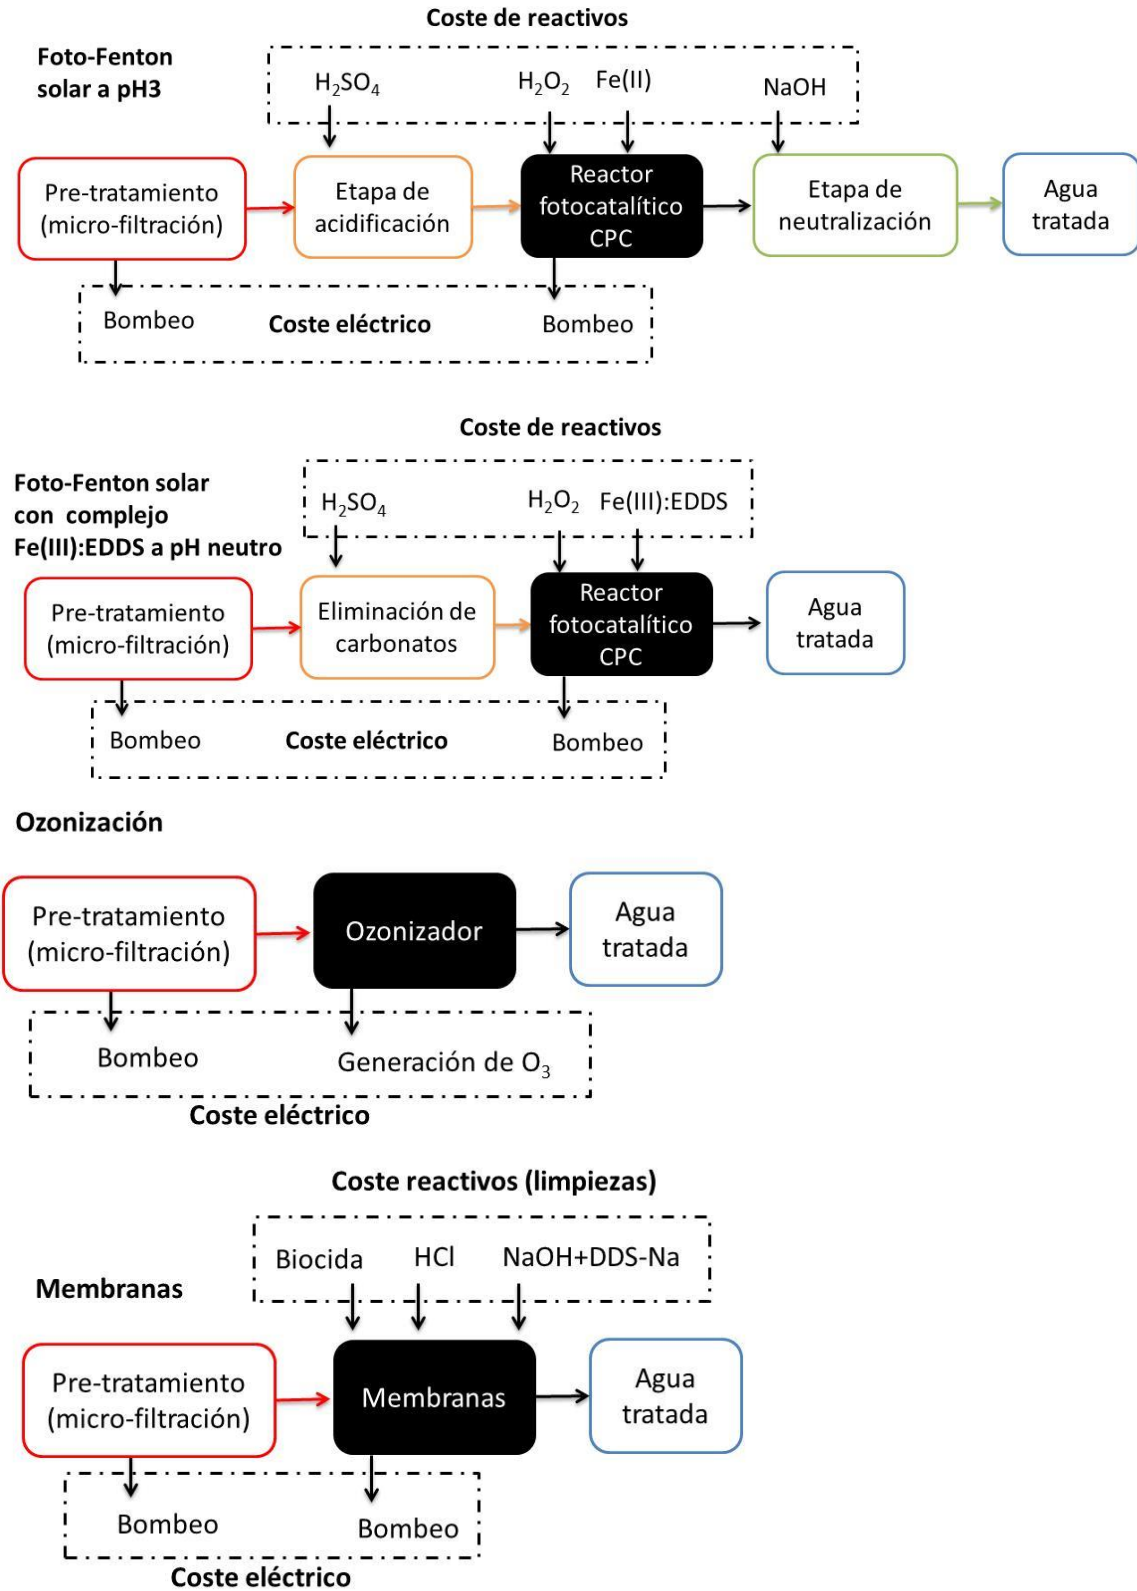 Coste de reactivos
Foto-Fenton
solar a pH3
H₂SO₄
H₂O₂
Fe(II)
NaOH
Pre-tratamiento
(micro-filtración)
Etapa de
acidificación
Reactor
fotocatalítico
CPC
Etapa de
neutralización
Agua
tratada
Bombeo
Coste eléctrico
Bombeo
Coste de reactivos
Foto-Fenton solar
con complejo
Fe(III):EDDS a pH neutro
H₂SO₄
H₂O₂
Fe(III):EDDS
Pre-tratamiento
(micro-filtración)
Eliminación de
carbonatos
Reactor
fotocatalítico
CPC
Agua
tratada
Bombeo
Coste eléctrico
Bombeo
Ozonización
Pre-tratamiento
(micro-filtración)
Ozonizador
Agua
tratada
Bombeo
Generación de O₃
Coste eléctrico
Coste reactivos (limpiezas)
Biocida
HCl
NaOH+DDS-Na
Membranas
Pre-tratamiento
(micro-filtración)
Membranas
Agua
tratada
Bombeo
Bombeo
Coste eléctrico